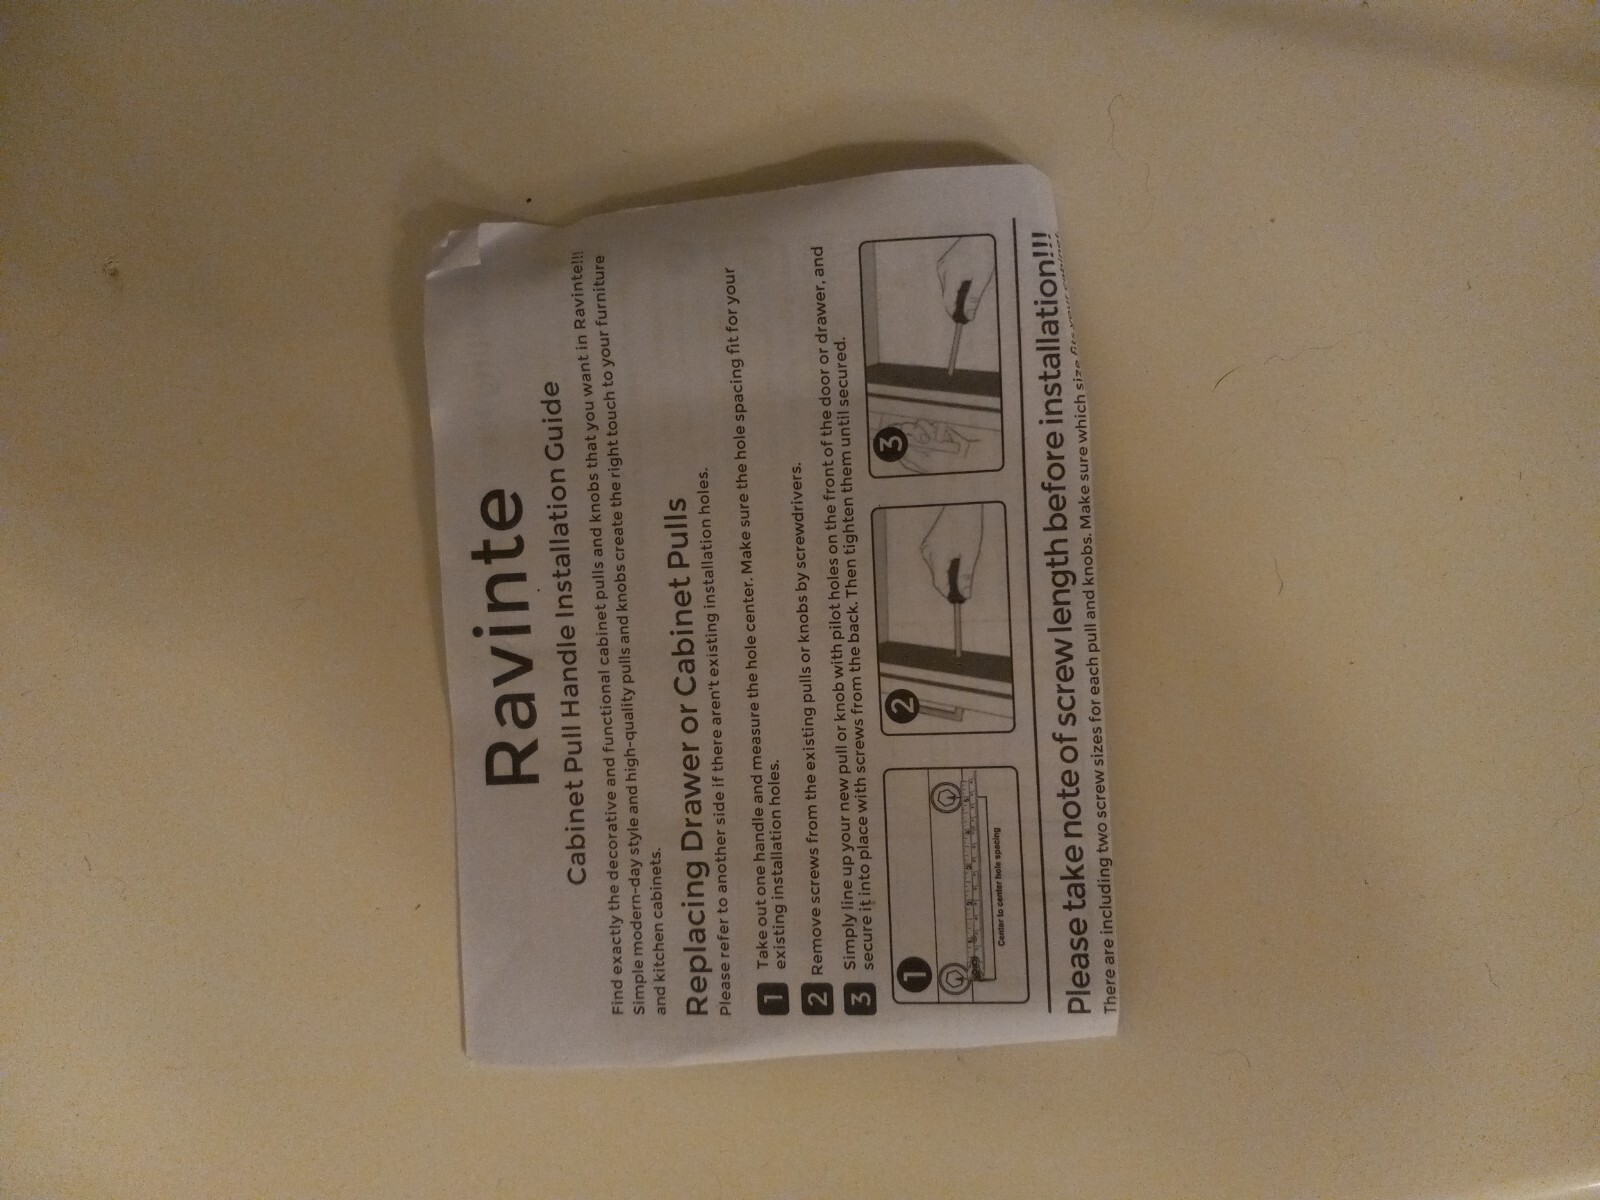 Ravinte
Cabinet Pull Handle Installation Guide
Find exactly the decorative and functional cabinet pulls and knobs that you want in Ravinte!!!
Simple modern-day style and high-quality pulls and knobs create the right touch to your furniture
and kitchen cabinets.
Replacing Drawer or Cabinet Pulls
Please refer to another side if there aren't existing installation holes.
1 Take out one handle and measure the hole center. Make sure the hole spacing fit for your
existing installation holes.
2 Remove screws from the existing pulls or knobs by screwdrivers.
3 Simply line up your new pull or knob with pilot holes on the front of the door or drawer, and
secure it into place with screws from the back. Then tighten them until secured.
1
Center to center hole spacing
2
3
Please take note of screw length before installation!!!
There are including two screw sizes for each pull and knobs. Make sure which size fits your cabinet